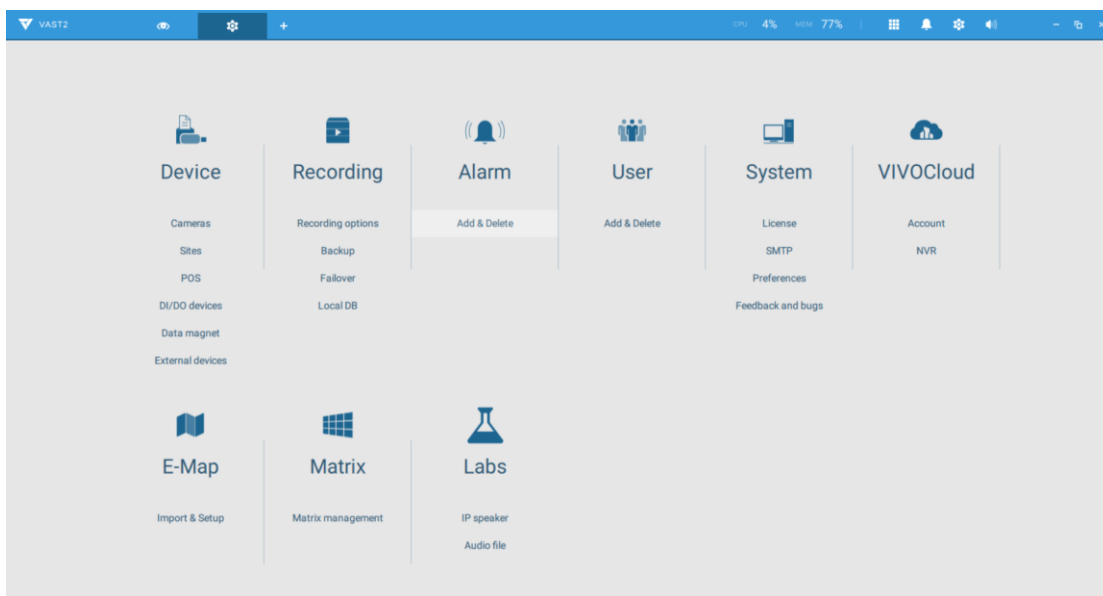 VAST2 CPU 4% MEM 77%
Device Recording Alarm User System VIVOCloud
Cameras Recording options Add & Delete Add & Delete License Account
Sites Backup SMTP NVR
POS Failover Preferences
DI/DO devices Local DB Feedback and bugs
Data magnet
External devices
E-Map Matrix Labs
Import & Setup Matrix management IP speaker
Audio file